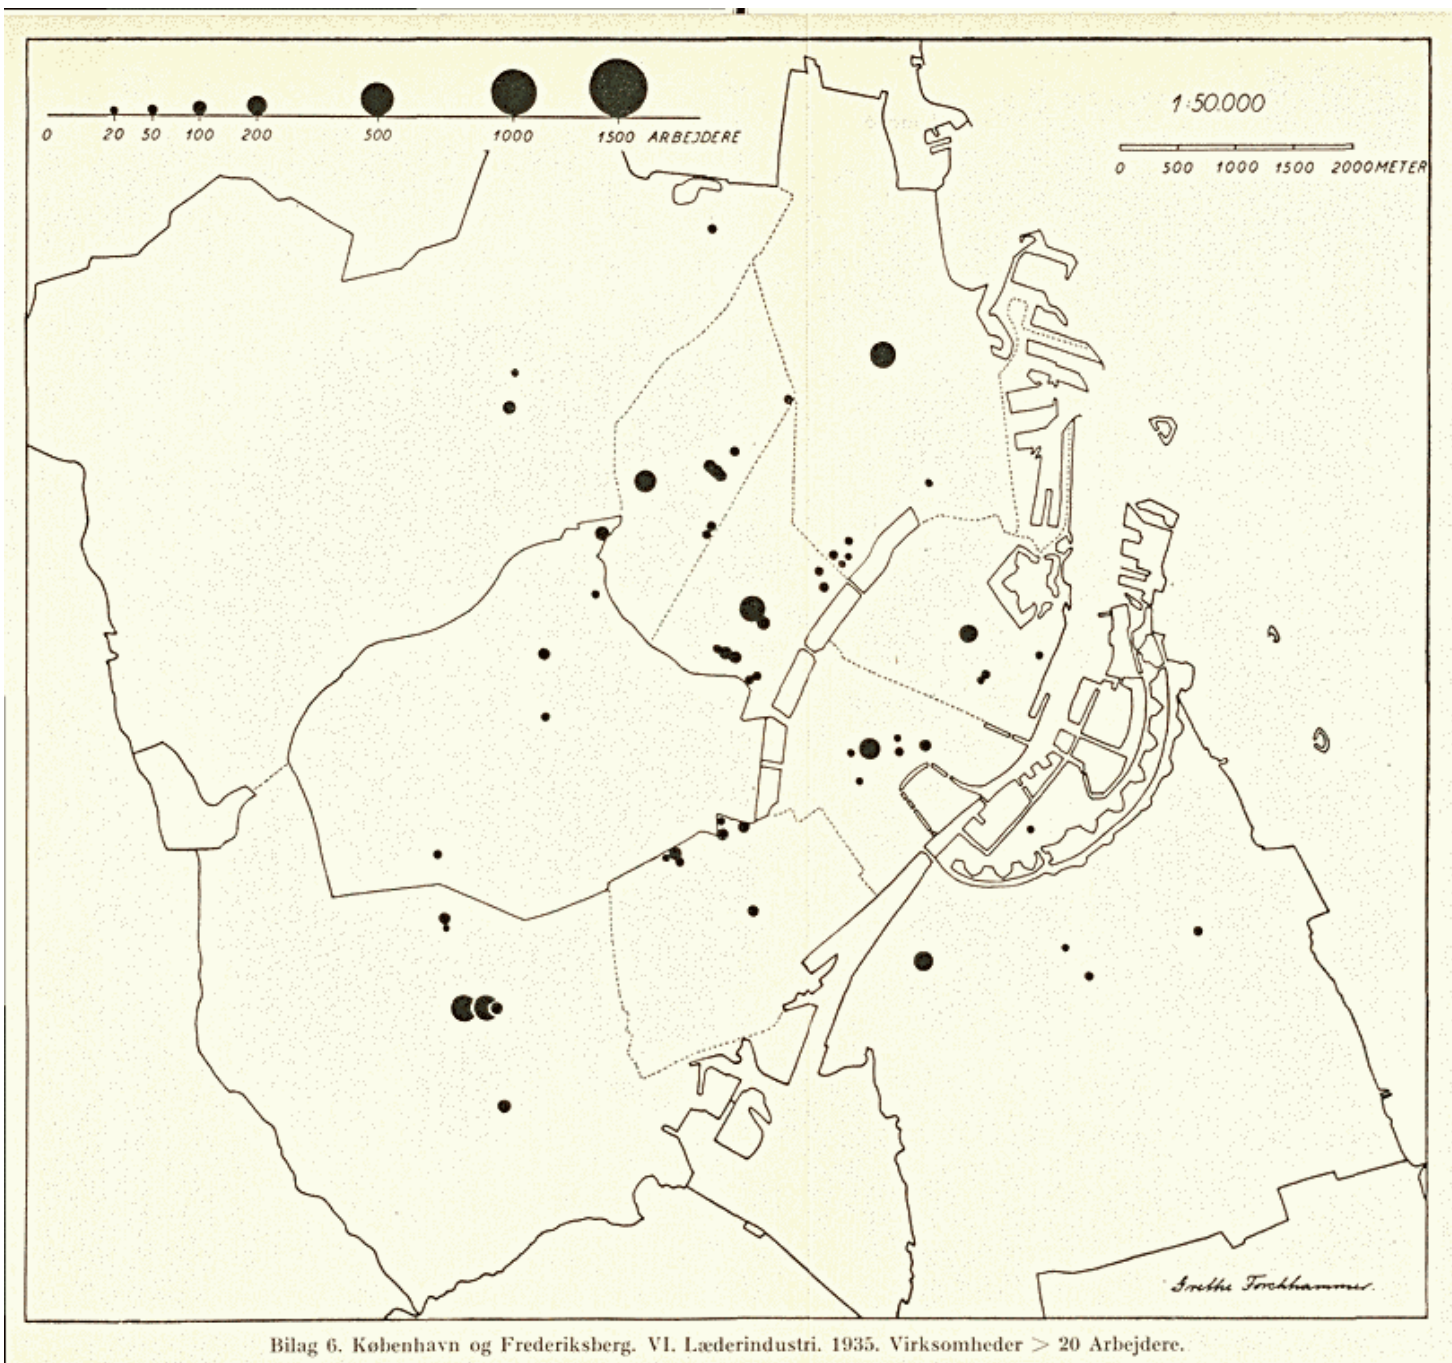 0 20 50 100 200 500 1000 1500 ARBEJDERE
1:50.000
0 500 1000 1500 2000 METER
Grethe Forchhammer.
Bilag 6. København og Frederiksberg. VI. Læderindustri. 1935. Virksomheder > 20 Arbejdere.